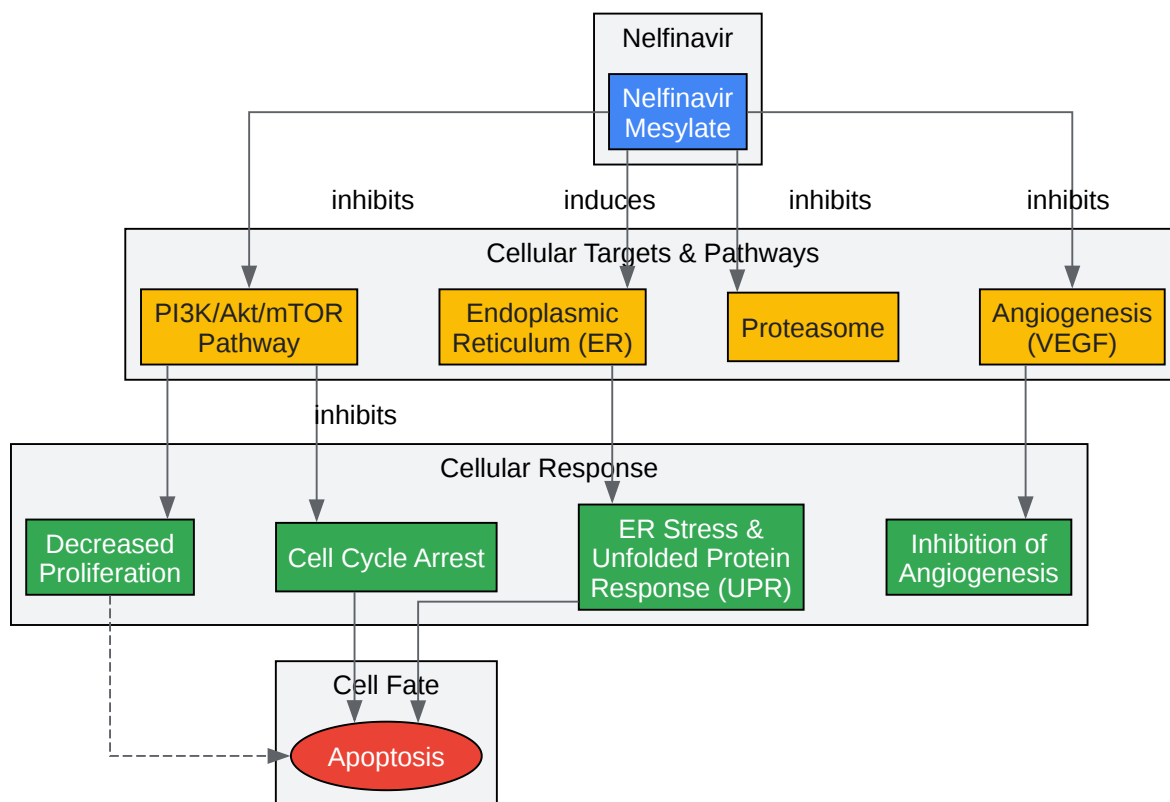 Nelfinavir
Nelfinavir
Mesylate
inhibits
induces
inhibits
inhibits
Cellular Targets & Pathways
PI3K/Akt/mTOR
Pathway
Endoplasmic
Reticulum (ER)
Proteasome
Angiogenesis
(VEGF)
inhibits
Cellular Response
Decreased
Proliferation
Cell Cycle Arrest
ER Stress &
Unfolded Protein
Response (UPR)
Inhibition of
Angiogenesis
Cell Fate
Apoptosis